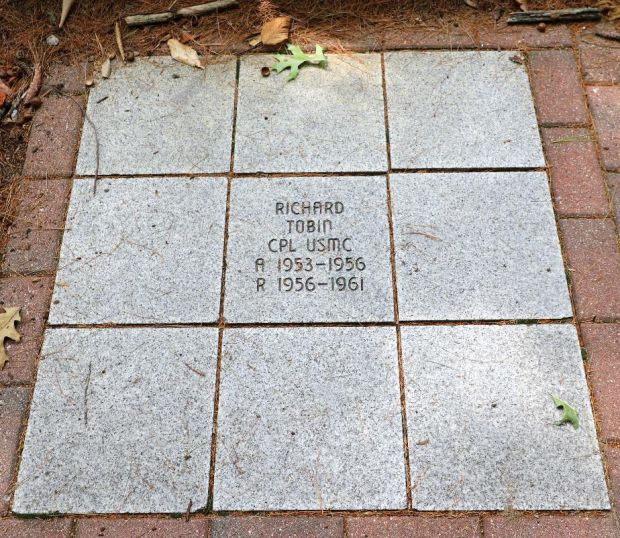 RICHARD
TOBIN
CPL USMC
A 1953-1956
R 1956-1961